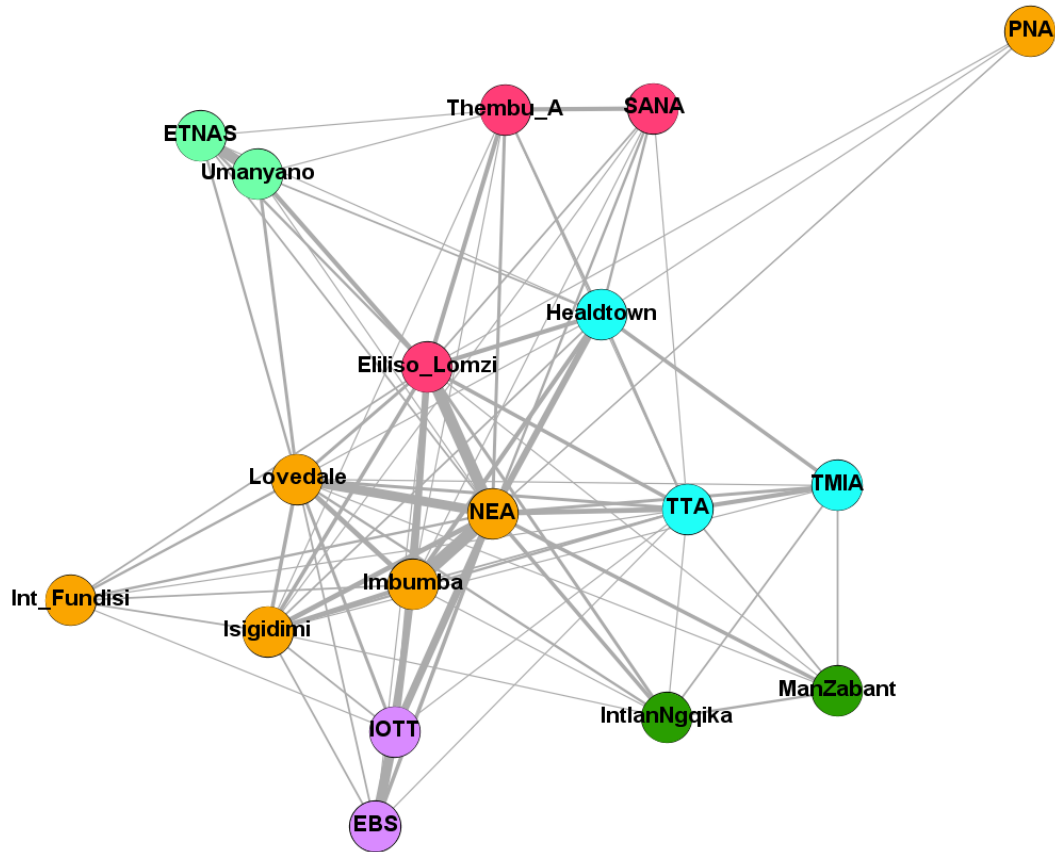 PNA
Thembu_A
SANA
ETNAS
Umanyano
Healdtown
Eliliso_Lomzi
Lovedale
TMIA
NEA
TTA
Imbumba
Int_Fundisi
Isigidimi
ManZabant
IntlanNgqika
IOTT
EBS